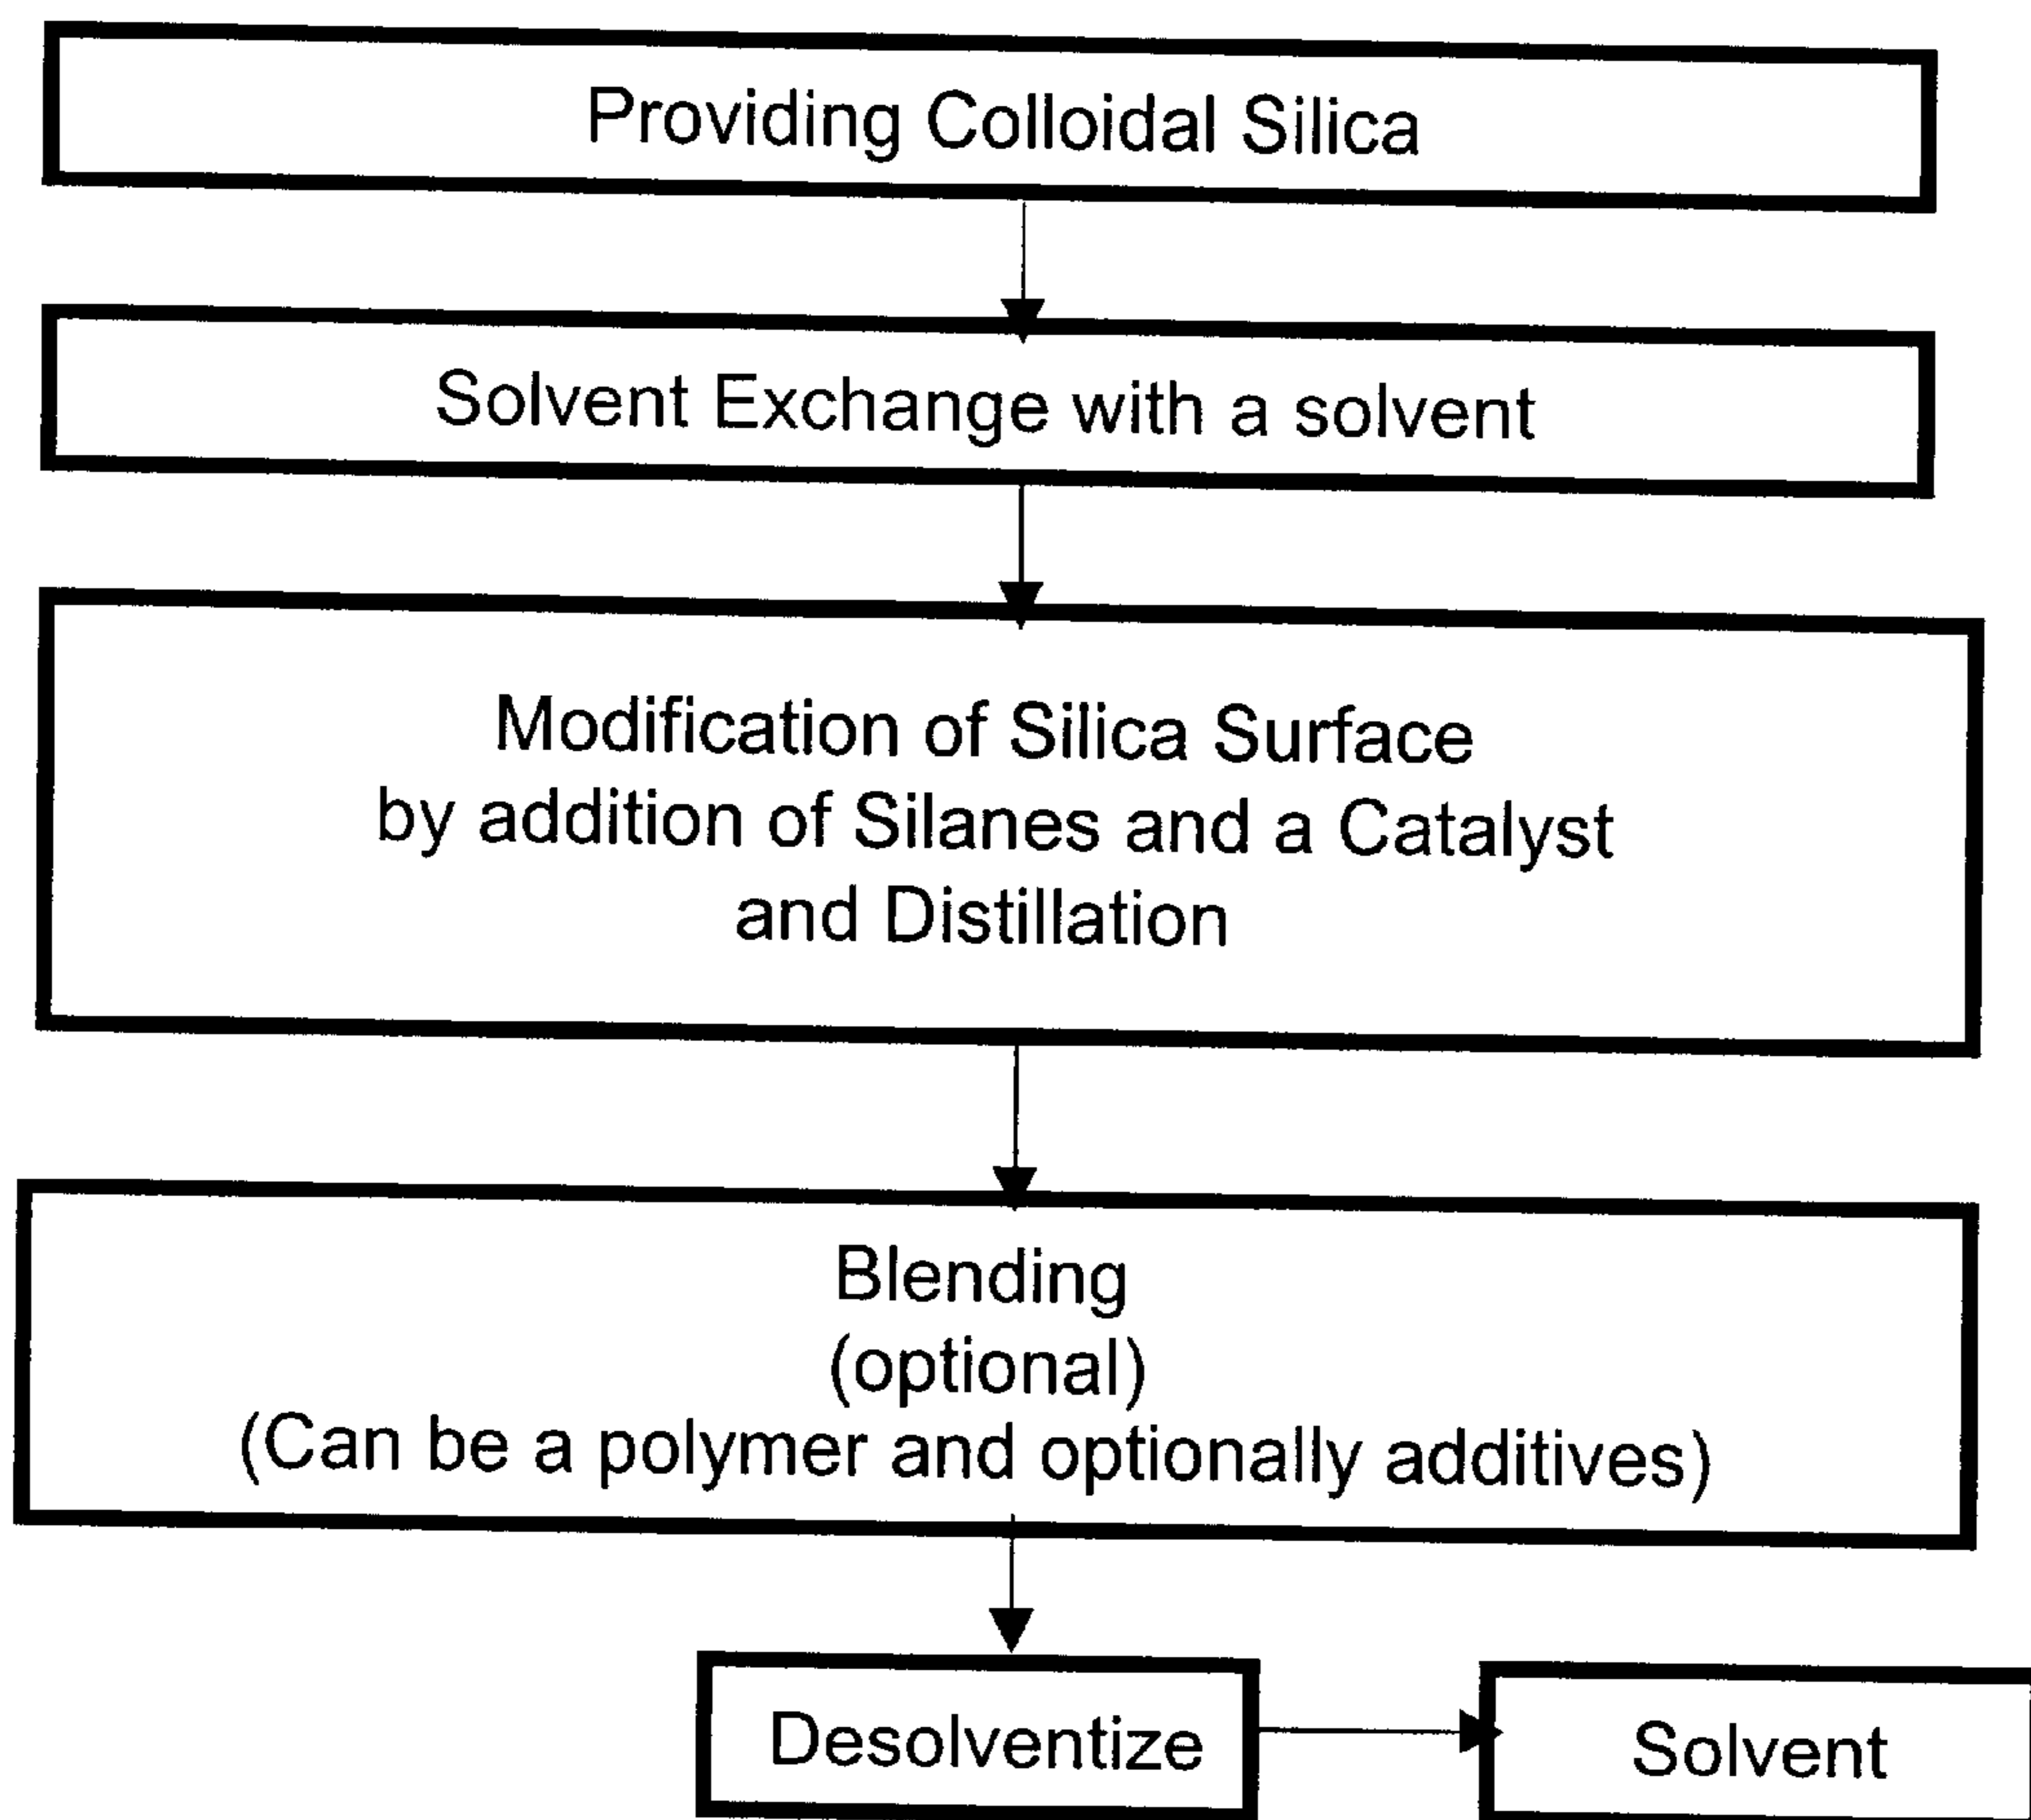 Providing Colloidal Silica
Solvent Exchange with a solvent
Modification of Silica Surface
by addition of Silanes and a Catalyst
and Distillation
Blending
(optional)
(Can be a polymer and optionally additives)
Desolventize
Solvent